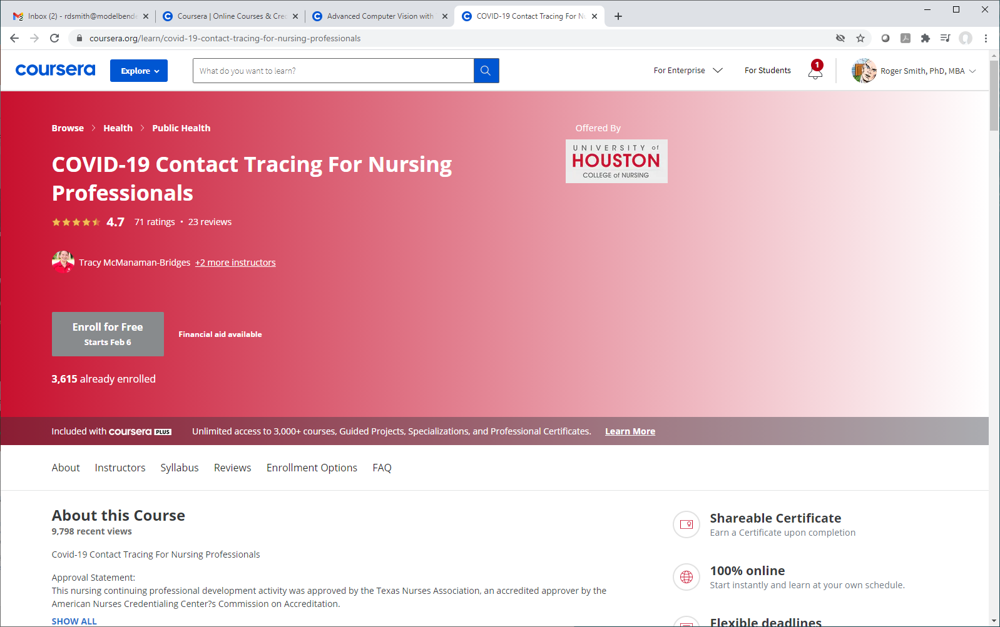 Inbox (2) - rdsmith@modelbende
Coursera | Online Courses & Cred
Advanced Computer Vision with
COVID-19 Contact Tracing For Nu
coursera.org/learn/covid-19-contact-tracing-for-nursing-professionals
coursera
Explore
What do you want to learn?
For Enterprise
For Students
1
Roger Smith, PhD, MBA
Browse > Health > Public Health
Offered By
UNIVERSITY of
HOUSTON
COLLEGE of NURSING
COVID-19 Contact Tracing For Nursing
Professionals
4.7 71 ratings • 23 reviews
Tracy McManaman-Bridges +2 more instructors
Enroll for Free
Starts Feb 6
Financial aid available
3,615 already enrolled
Included with coursera PLUS Unlimited access to 3,000+ courses, Guided Projects, Specializations, and Professional Certificates. Learn More
About Instructors Syllabus Reviews Enrollment Options FAQ
About this Course
9,798 recent views
Covid-19 Contact Tracing For Nursing Professionals
Approval Statement:
This nursing continuing professional development activity was approved by the Texas Nurses Association, an accredited approver by the
American Nurses Credentialing Center?s Commission on Accreditation.
SHOW ALL
Shareable Certificate
Earn a Certificate upon completion
100% online
Start instantly and learn at your own schedule.
Flexible deadlines